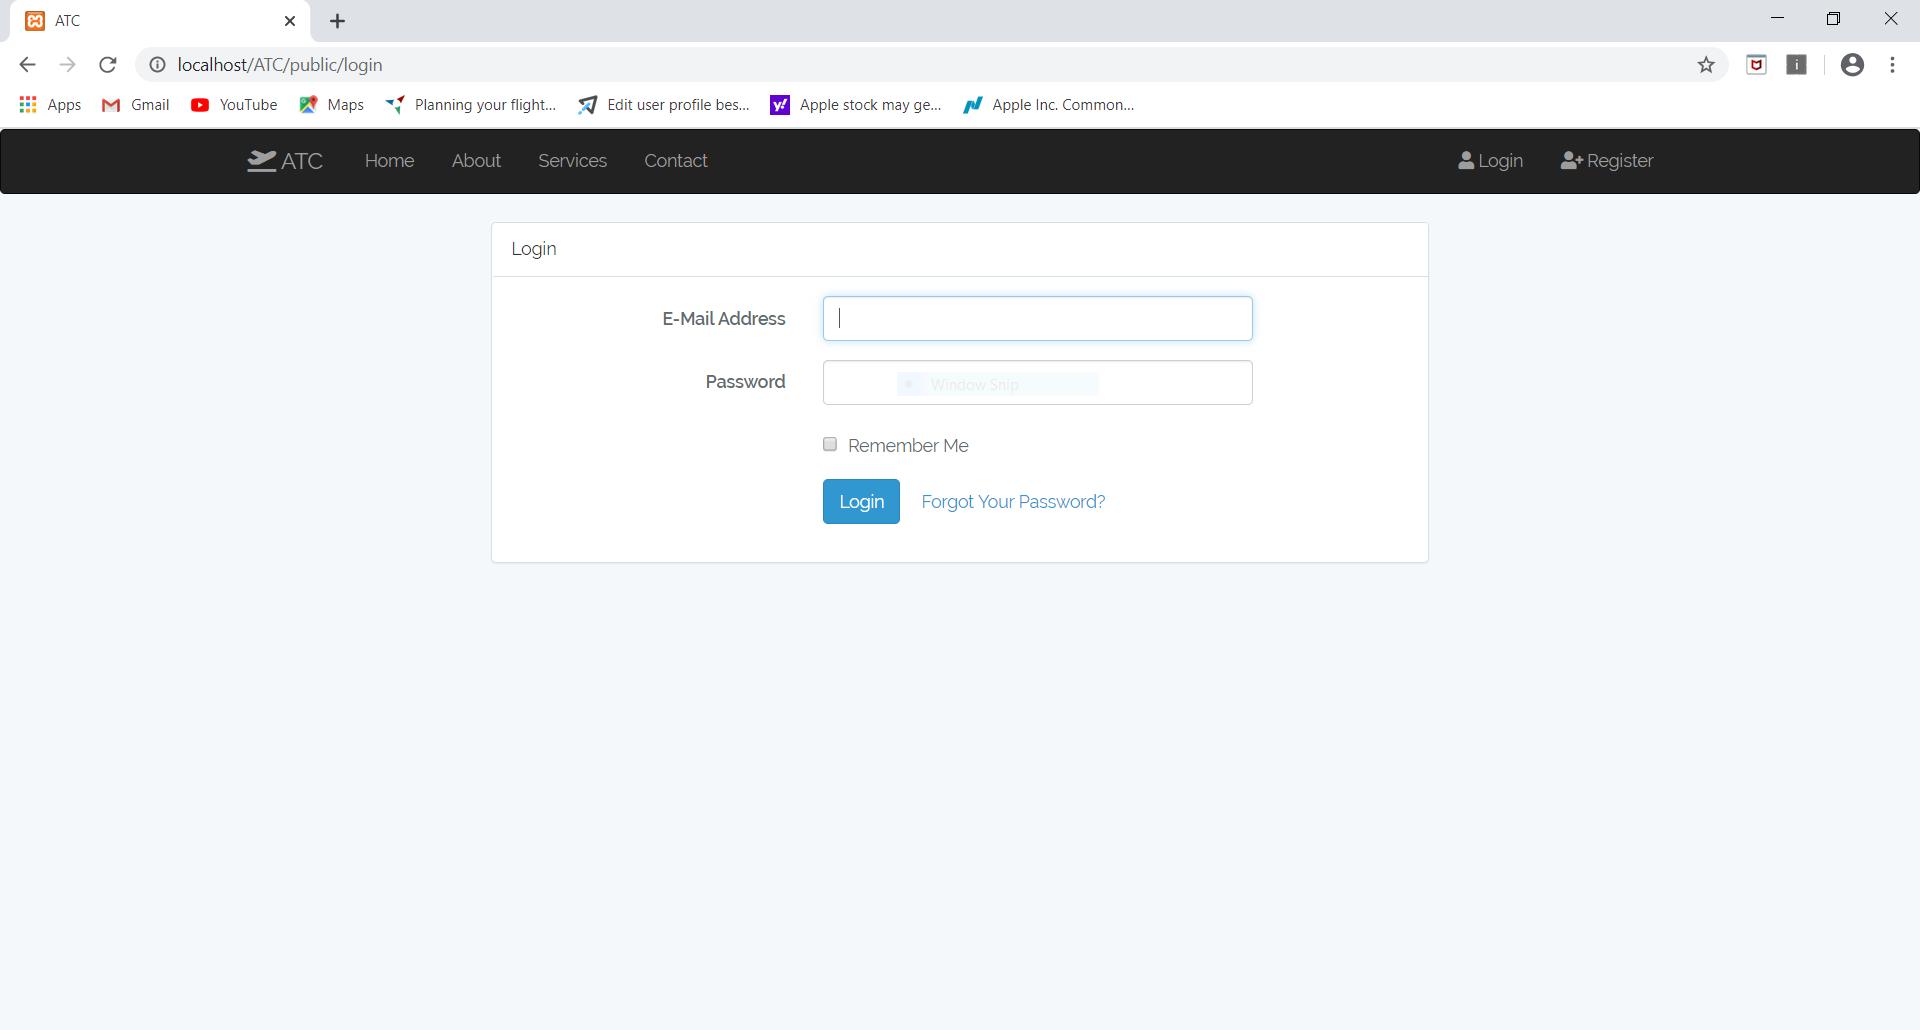 ATC
localhost/ATC/public/login
Apps Gmail YouTube Maps Planning your flight... Edit user profile bes... Apple stock may ge... Apple Inc. Common...
ATC Home About Services Contact Login Register
Login
E-Mail Address
Password Window Snip
Remember Me
Login Forgot Your Password?